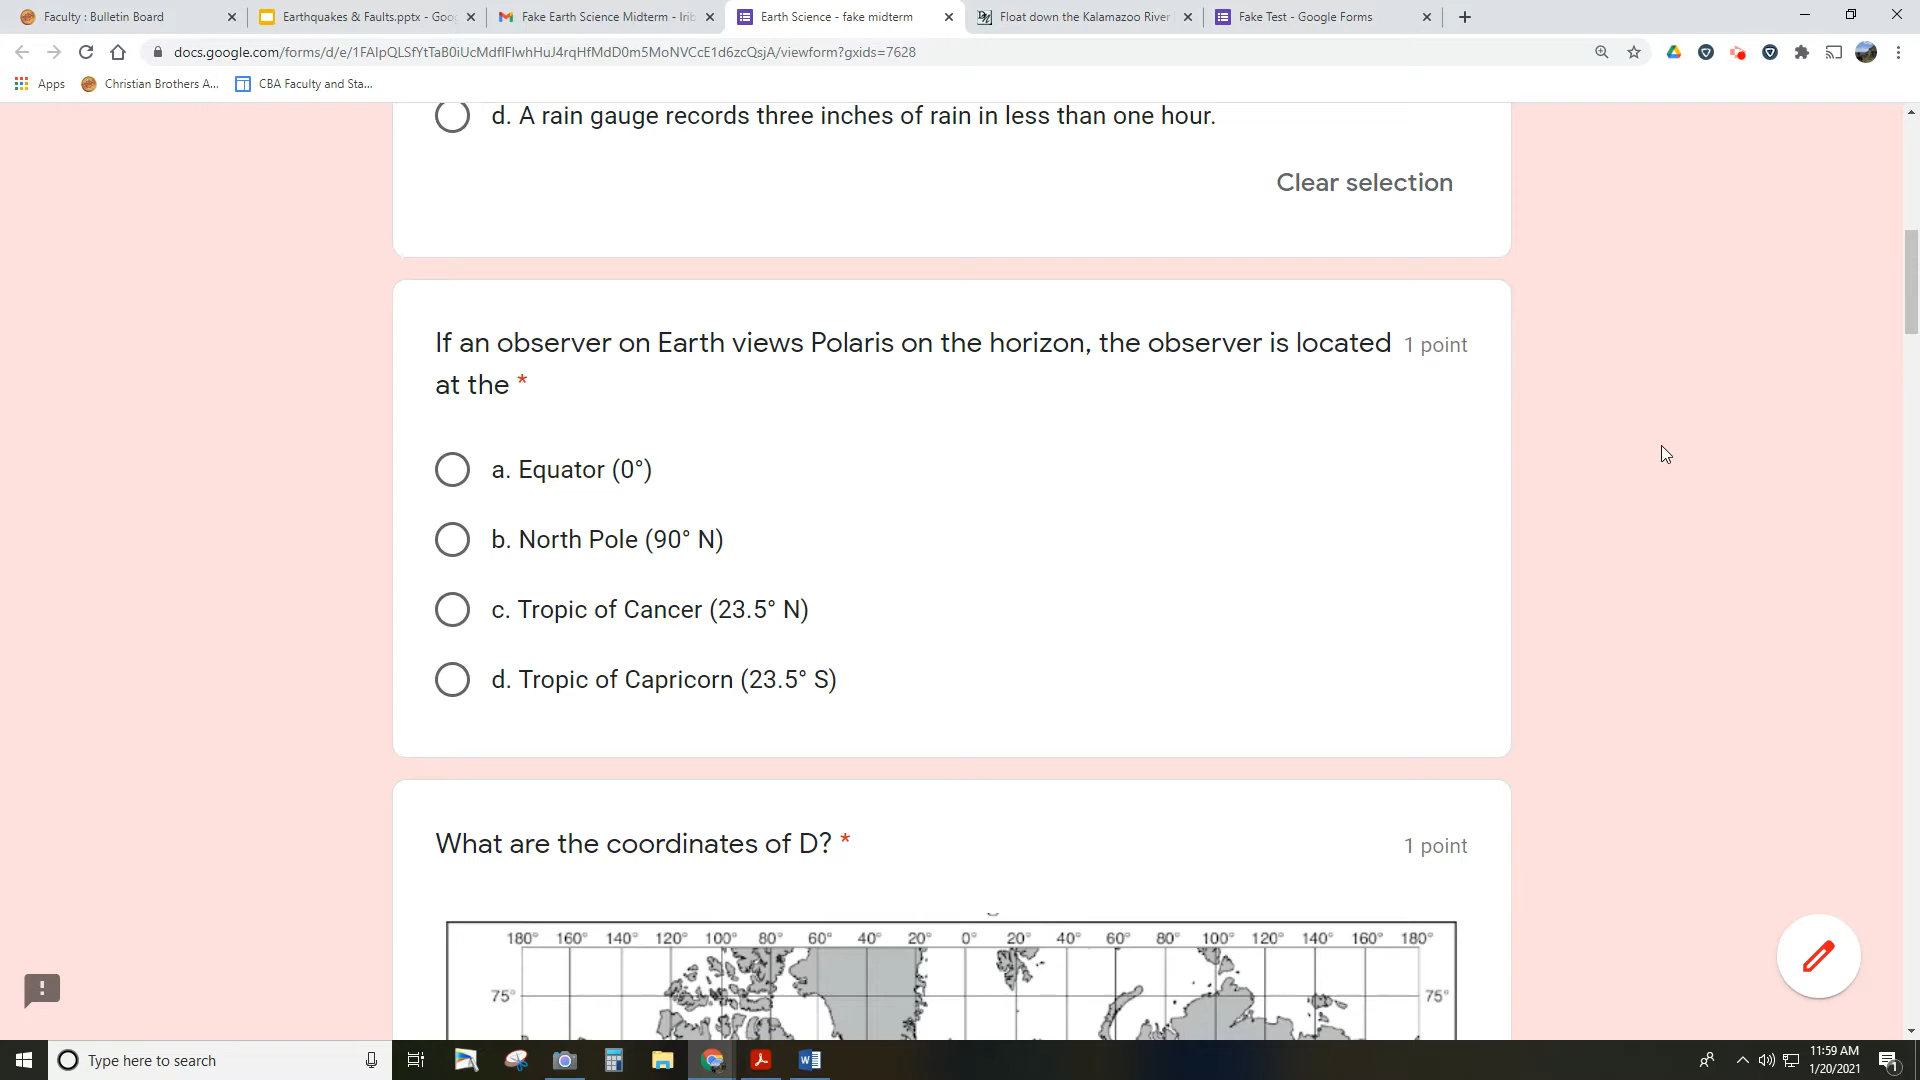 Faculty : Bulletin Board
Earthquakes & Faults.pptx - Goo
Fake Earth Science Midterm - Irib
Earth Science - fake midterm
Float down the Kalamazoo River
Fake Test - Google Forms
docs.google.com/forms/d/e/1FAIpQLSfYtTaB0iUcMdfIFlwhHuJ4rqHfMdD0m5MoNVCcE1d6zcQsjA/viewform?gxids=7628
Apps
Christian Brothers A...
CBA Faculty and Sta...
d. A rain gauge records three inches of rain in less than one hour.
Clear selection
If an observer on Earth views Polaris on the horizon, the observer is located 1 point
at the *
a. Equator (0°)
b. North Pole (90° N)
c. Tropic of Cancer (23.5° N)
d. Tropic of Capricorn (23.5° S)
What are the coordinates of D? * 1 point
180° 160° 140° 120° 100° 80° 60° 40° 20° 0° 20° 40° 60° 80° 100° 120° 140° 160° 180°
75° 75°
Type here to search
11:59 AM
1/20/2021
1